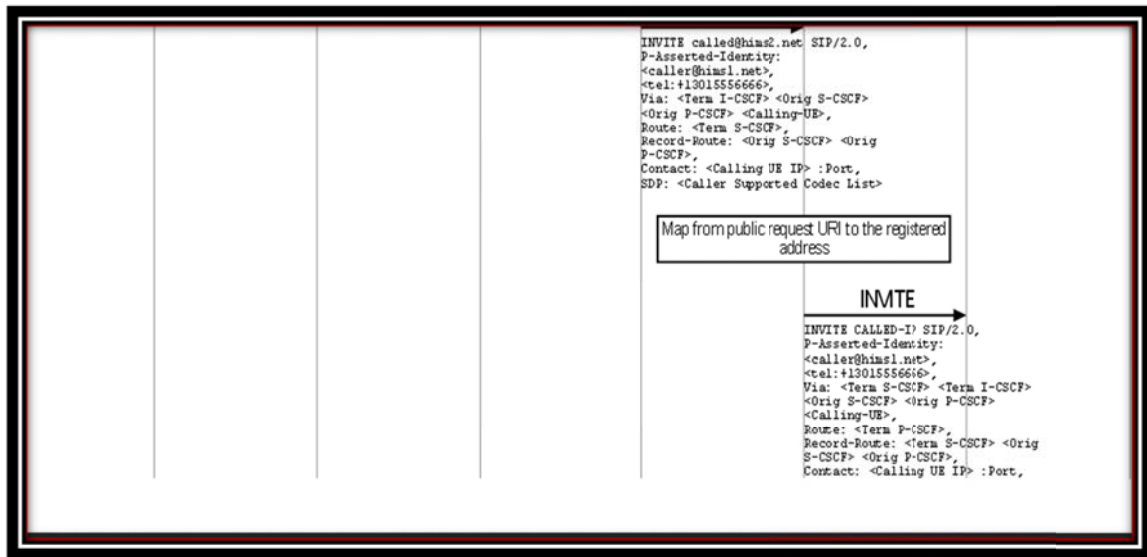 INVITE called@hims2.net SIP/2.0,
P-Asserted-Identity:
<caller@hims1.net>,
<tel:+13015556666>,
Via: <Term I-CSCF> <Orig S-CSCF>
<Orig P-CSCF> <Calling-UE>,
Route: <Term S-CSCF>,
Record-Route: <Orig S-CSCF> <Orig
P-CSCF>,
Contact: <Calling UE IP> :Port,
SDP: <Caller Supported Codec List>
Map from public request URI to the registered
address
INVITE
INVITE CALLED-IP SIP/2.0,
P-Asserted-Identity:
<caller@hims1.net>,
<tel:+13015556666>,
Via: <Term S-CSCF> <Term I-CSCF>
<Orig S-CSCF> <Orig P-CSCF>
<Calling-UE>,
Route: <Term P-CSCF>,
Record-Route: <Term S-CSCF> <Orig
S-CSCF> <Orig P-CSCF>,
Contact: <Calling UE IP> :Port,